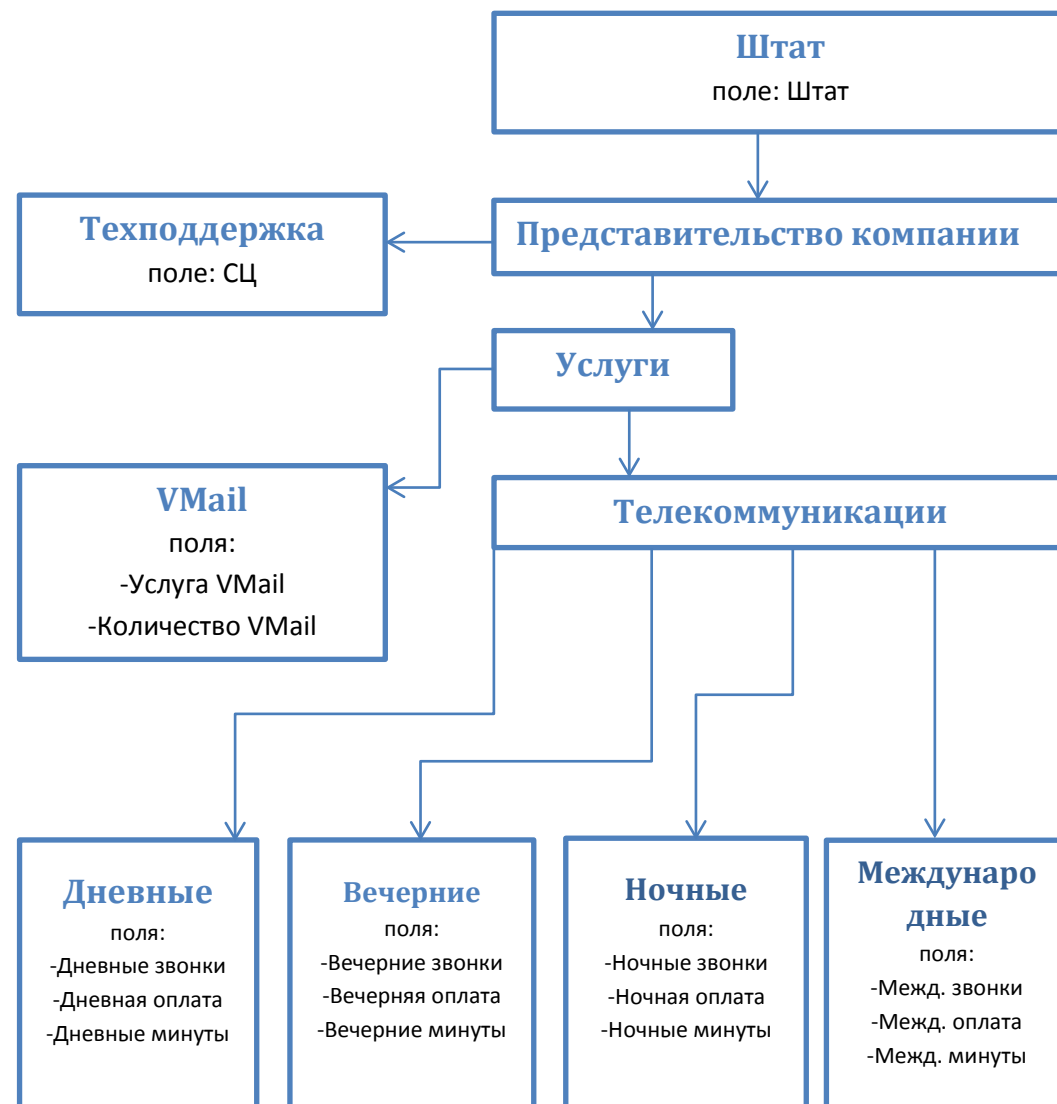 Штат
поле: Штат
Техподдержка
поле: СЦ
Представительство компании
Услуги
VMail
поля:
-Услуга VMail
-Количество VMail
Телекоммуникации
Дневные
поля:
-Дневные звонки
-Дневная оплата
-Дневные минуты
Вечерние
поля:
-Вечерние звонки
-Вечерняя оплата
-Вечерние минуты
Ночные
поля:
-Ночные звонки
-Ночная оплата
-Ночные минуты
Междунаро
дные
поля:
-Межд. звонки
-Межд. оплата
-Межд. минуты